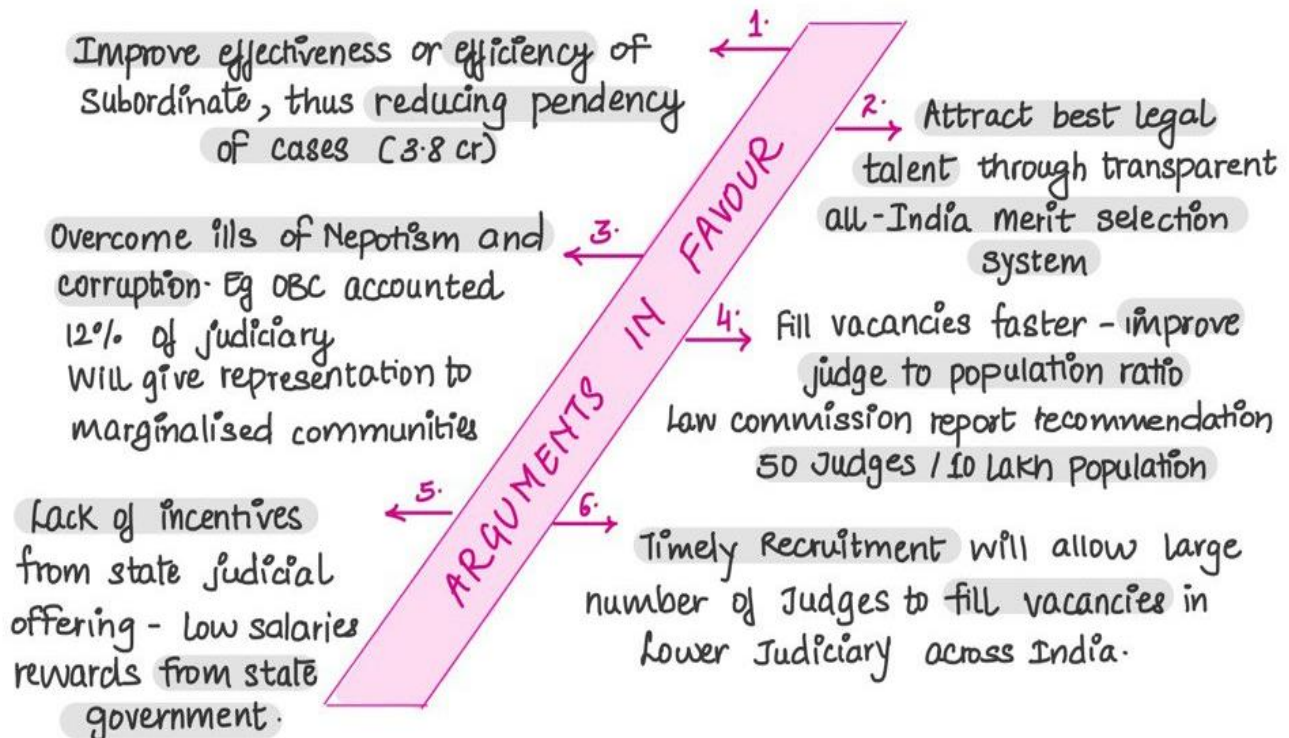 1.
Improve effectiveness or efficiency of
Subordinate, thus reducing pendency
of cases (3.8 cr)
2.
Attract best legal
talent through transparent
all-India merit selection
system
3.
Overcome ills of Nepotism and
corruption. Eg OBC accounted
12% of judiciary
Will give representation to
marginalised communities
4.
Fill vacancies faster - improve
judge to population ratio
Law commission report recommendation
50 Judges / 10 Lakh Population
5.
Lack of incentives
from state judicial
offering - Low salaries
rewards from state
government.
6.
Timely Recruitment will allow large
number of Judges to fill vacancies in
Lower Judiciary across India.
ARGUMENTS IN FAVOUR